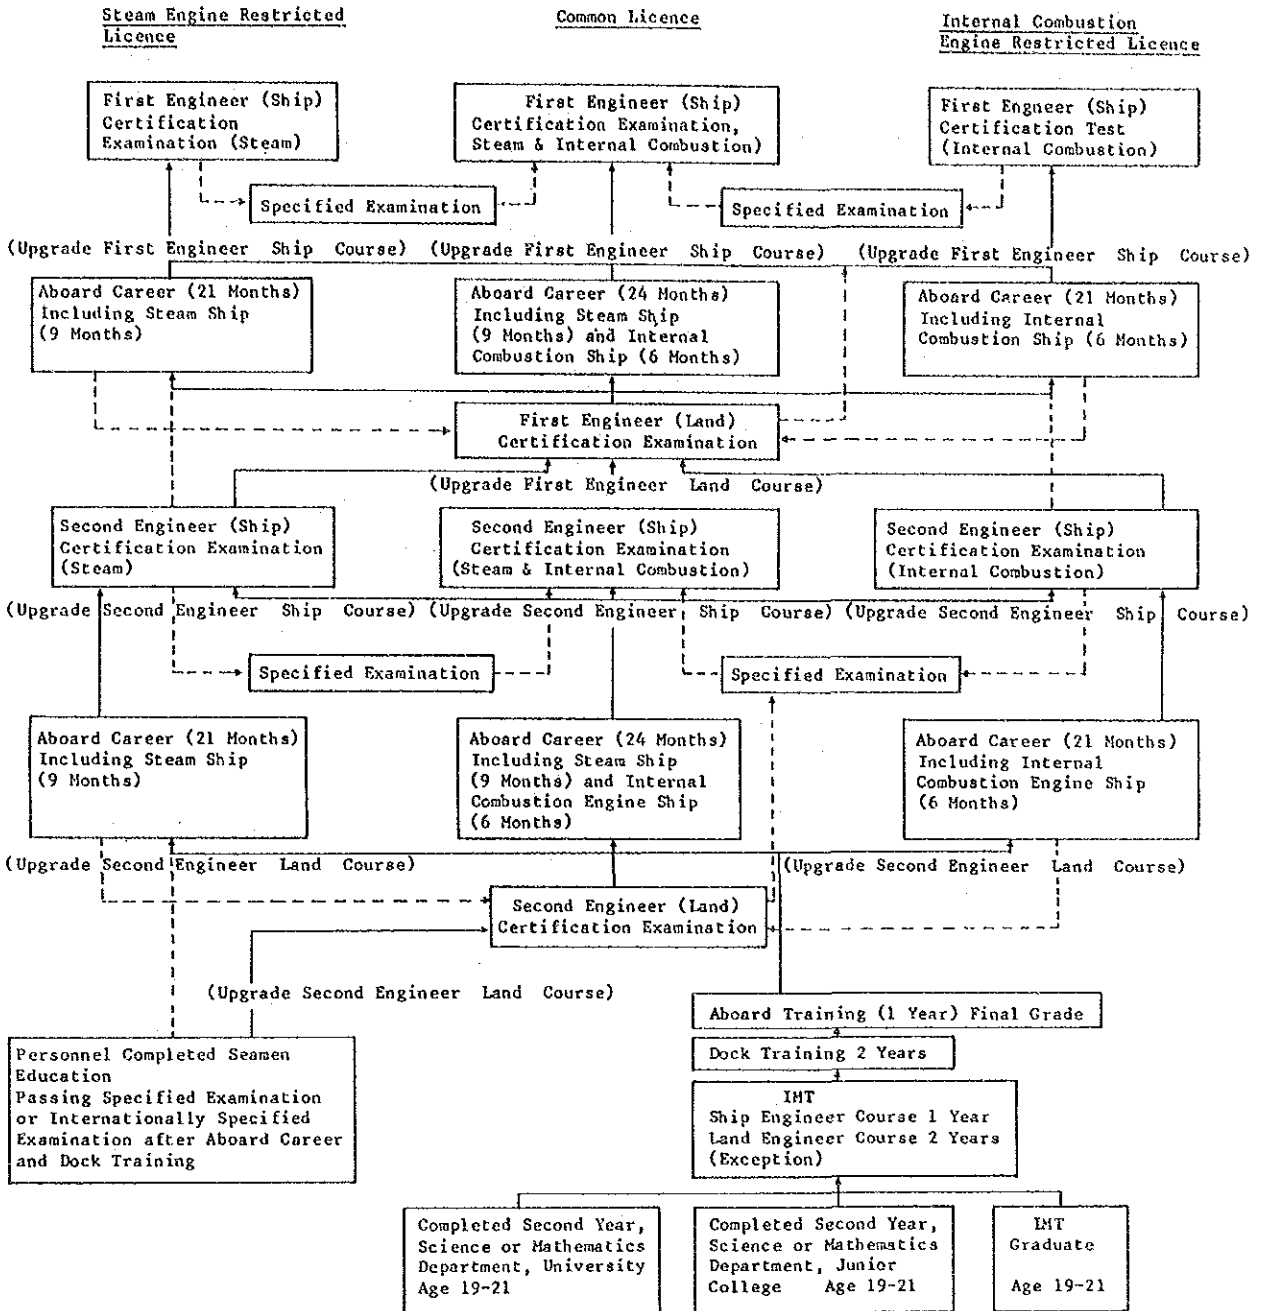 Steam Engine Restricted
Licence
Common Licence
Internal Combustion
Engine Restricted Licence
First Engineer (Ship)
Certification
Examination (Steam)
First Engineer (Ship)
Certification Examination,
Steam & Internal Combustion)
First Engneer (Ship)
Certification Test
(Internal Combustion)
Specified Examination
Specified Examination
(Upgrade First Engineer Ship Course)
(Upgrade First Engineer Ship Course)
(Upgrade First Engineer Ship Course)
Aboard Career (21 Months)
Including Steam Ship
(9 Months)
Aboard Career (24 Months)
Including Steam Ship
(9 Months) and Internal
Combustion Ship (6 Months)
Aboard Career (21 Months)
Including Internal
Combustion Ship (6 Months)
First Engineer (Land)
Certification Examination
(Upgrade First Engineer Land Course)
Second Engineer (Ship)
Certification Examination
(Steam)
Second Engineer (Ship)
Certification Examination
(Steam & Internal Combustion)
Second Engineer (Ship)
Certification Examination
(Internal Combustion)
(Upgrade Second Engineer Ship Course)
(Upgrade Second Engineer Ship Course)
(Upgrade Second Engineer Ship Course)
Specified Examination
Specified Examination
Aboard Career (21 Months)
Including Steam Ship
(9 Months)
Aboard Career (24 Months)
Including Steam Ship
(9 Months) and Internal
Combustion Engine Ship
(6 Months)
Aboard Career (21 Months)
Including Internal
Combustion Engine Ship
(6 Months)
(Upgrade Second Engineer Land Course)
(Upgrade Second Engineer Land Course)
Second Engineer (Land)
Certification Examination
(Upgrade Second Engineer Land Course)
Aboard Training (1 Year) Final Grade
Dock Training 2 Years
Personnel Completed Seamen
Education
Passing Specified Examination
or Internationally Specified
Examination after Aboard Career
and Dock Training
IMT
Ship Engineer Course 1 Year
Land Engineer Course 2 Years
(Exception)
Completed Second Year,
Science or Mathematics
Department, University
Age 19-21
Completed Second Year,
Science or Mathematics
Department, Junior
College Age 19-21
IMT
Graduate
Age 19-21